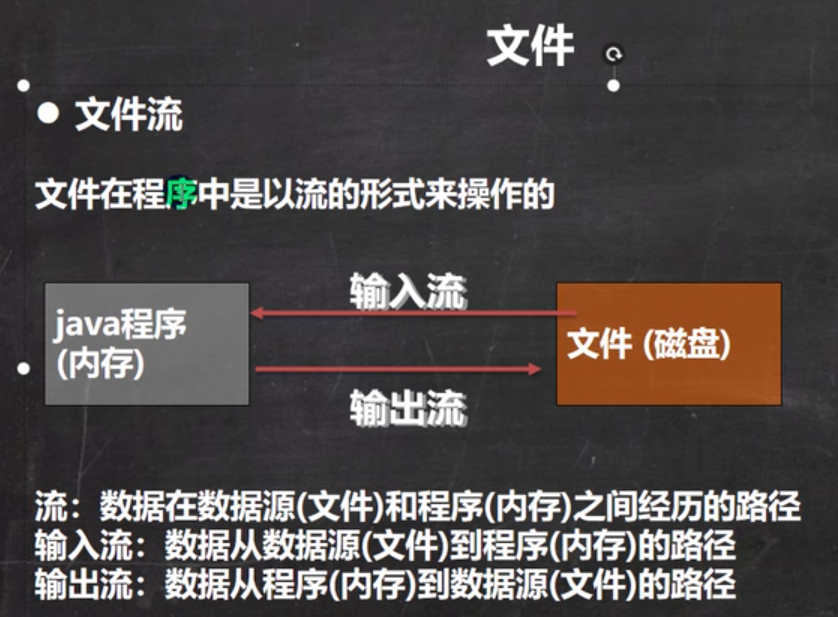 文件
文件流
文件在程序中是以流的形式来操作的
输入流
java程序
(内存)
文件 (磁盘)
输出流
流：数据在数据源(文件)和程序(内存)之间经历的路径
输入流：数据从数据源(文件)到程序(内存)的路径
输出流：数据从程序(内存)到数据源(文件)的路径